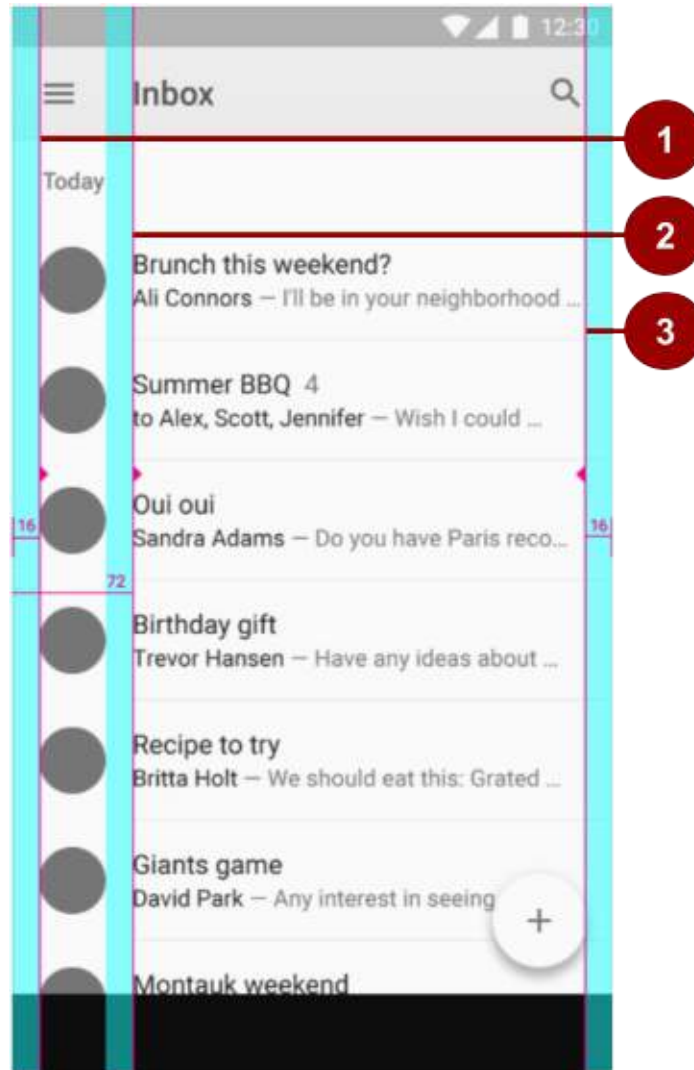 12:30
Inbox
1
Today
2
Brunch this weekend?
Ali Connors — I'll be in your neighborhood ...
3
Summer BBQ 4
to Alex, Scott, Jennifer — Wish I could ...
Oui oui
16
16
Sandra Adams — Do you have Paris reco...
72
Birthday gift
Trevor Hansen — Have any ideas about ...
Recipe to try
Britta Holt — We should eat this: Grated ...
Giants game
David Park — Any interest in seeing
+
Montauk weekend